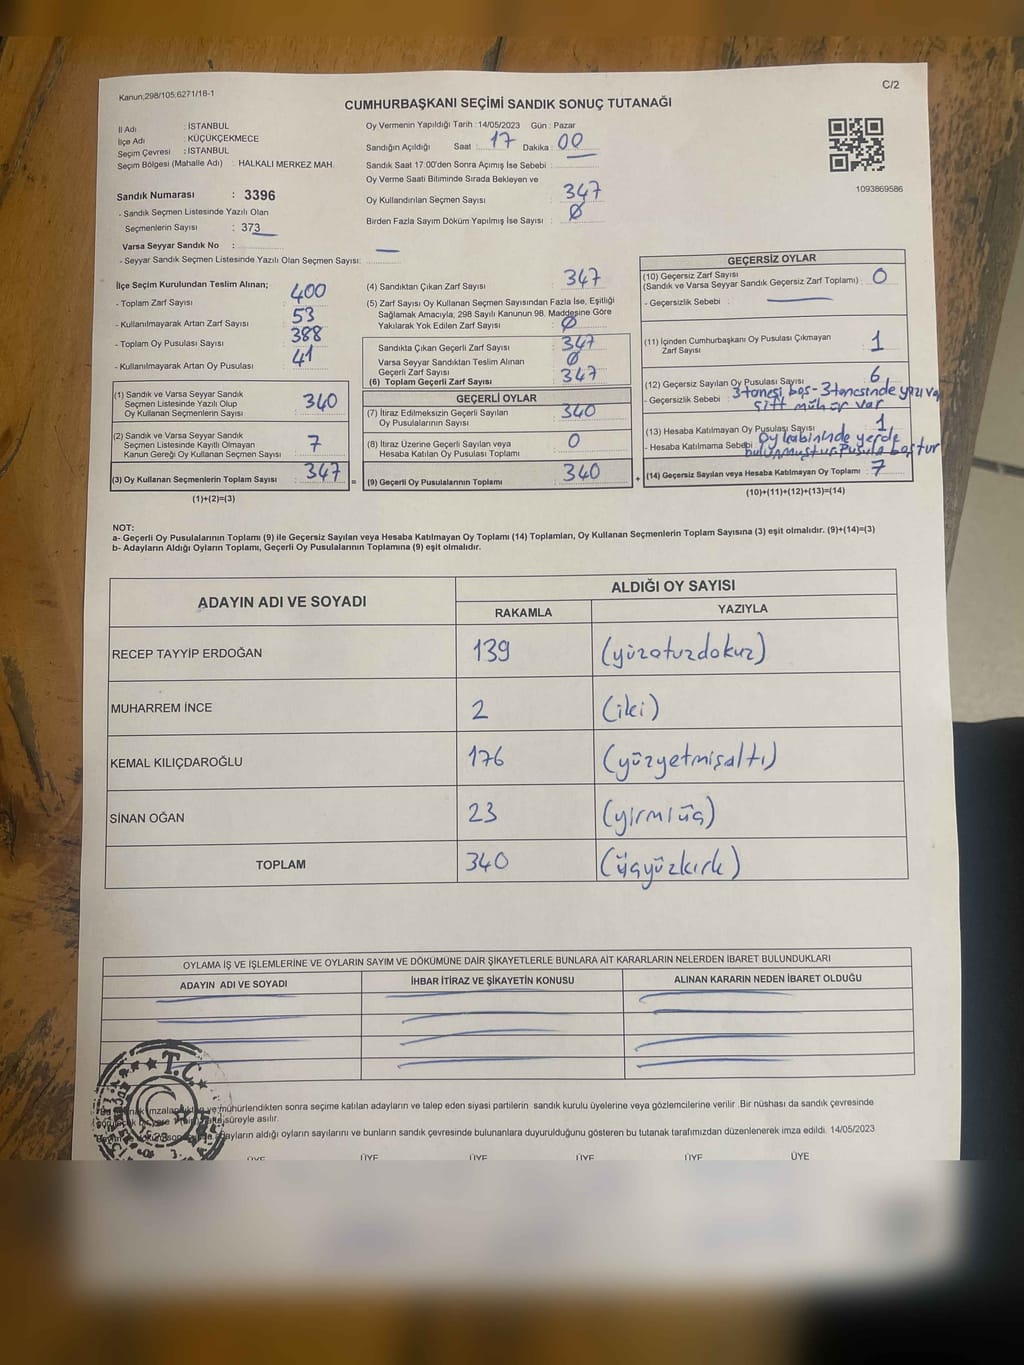 Kanun;298/105;6271/18-1
C/2
CUMHURBAŞKANI SEÇİMİ SANDIK SONUÇ TUTANAĞI
İl Adı : İSTANBUL
İlçe Adı : KÜÇÜKÇEKMECE
Seçim Çevresi : İSTANBUL
Seçim Bölgesi (Mahalle Adı) : HALKALI MERKEZ MAH.
Sandık Numarası : 3396
- Sandık Seçmen Listesinde Yazılı Olan
Seçmenlerin Sayısı : 373
Varsa Seyyar Sandık No :
- Seyyar Sandık Seçmen Listesinde Yazılı Olan Seçmen Sayısı:
Oy Vermenin Yapıldığı Tarih :14/05/2023 Gün : Pazar
Sandığın Açıldığı Saat : 17 Dakika : 00
Sandık Saat 17:00'den Sonra Açımış İse Sebebi :
Oy Verme Saati Bitiminde Sırada Bekleyen ve
Oy Kullandırılan Seçmen Sayısı : 347
Birden Fazla Sayım Döküm Yapılmış İse Sayısı : Ø
1093869586
İlçe Seçim Kurulundan Teslim Alınan;
- Toplam Zarf Sayısı : 400
- Kullanılmayarak Artan Zarf Sayısı : 53
- Toplam Oy Pusulası Sayısı : 388
- Kullanılmayarak Artan Oy Pusulası : 41
(1) Sandık ve Varsa Seyyar Sandık
Seçmen Listesinde Yazılı Olup
Oy Kullanan Seçmenlerin Sayısı : 340
(2) Sandık ve Varsa Seyyar Sandık
Seçmen Listesinde Kayıtlı Olmayan
Kanun Gereği Oy Kullanan Seçmen Sayısı : 7
(3) Oy Kullanan Seçmenlerin Toplam Sayısı : 347 =
(1)+(2)=(3)
(4) Sandıktan Çıkan Zarf Sayısı : 347
(5) Zarf Sayısı Oy Kullanan Seçmen Sayısından Fazla İse, Eşitliği
Sağlamak Amacıyla, 298 Sayılı Kanunun 98. Maddesine Göre
Yakılarak Yok Edilen Zarf Sayısı : Ø
Sandıkta Çıkan Geçerli Zarf Sayısı : 347
Varsa Seyyar Sandıktan Teslim Alınan
Geçerli Zarf Sayısı : Ø
(6) Toplam Geçerli Zarf Sayısı : 347
GEÇERLİ OYLAR
(7) İtiraz Edilmeksizin Geçerli Sayılan
Oy Pusulalarının Toplamı : 340
(8) İtiraz Üzerine Geçerli Sayılan veya
Hesaba Katılan Oy Pusulası Toplamı : 0
(9) Geçerli Oy Pusulalarının Toplamı : 340 +
GEÇERSİZ OYLAR
(10) Geçersiz Zarf Sayısı
(Sandık ve Varsa Seyyar Sandık Geçersiz Zarf Toplamı) : 0
- Geçersizlik Sebebi :
(11) İçinden Cumhurbaşkanı Oy Pusulası Çıkmayan
Zarf Sayısı : 1
(12) Geçersiz Sayılan Oy Pusulası Sayısı : 6
- Geçersizlik Sebebi : 3 tanesi boş - 3 tanesinde yazı ve
çift mühür var
(13) Hesaba Katılmayan Oy Pusulası Sayısı : 1
- Hesaba Katılmama Sebebi : Oy kabininde yerde
bulunmuştur. Pusula boştur
(14) Geçersiz Sayılan veya Hesaba Katılmayan Oy Toplamı : 7
(10)+(11)+(12)+(13)=(14)
NOT:
a- Geçerli Oy Pusulalarının Toplamı (9) ile Geçersiz Sayılan veya Hesaba Katılmayan Oy Toplamı (14) Toplamları, Oy Kullanan Seçmenlerin Toplam Sayısına (3) eşit olmalıdır. (9)+(14)=(3)
b- Adayların Aldığı Oyların Toplamı, Geçerli Oy Pusulalarının Toplamına (9) eşit olmalıdır.
ADAYIN ADI VE SOYADI
ALDIĞI OY SAYISI
RAKAMLA YAZIYLA
RECEP TAYYİP ERDOĞAN 139 (yüzotuzdokuz)
MUHARREM İNCE 2 (iki)
KEMAL KILIÇDAROĞLU 176 (yüzyetmişaltı)
SİNAN OĞAN 23 (yirmiüç)
TOPLAM 340 (üçyüzkırk)
OYLAMA İŞ VE İŞLEMLERİNE VE OYLARIN SAYIM VE DÖKÜMÜNE DAİR ŞİKAYETLERLE BUNLARA AİT KARARLARIN NELERDEN İBARET BULUNDUKLARI
ADAYIN ADI VE SOYADI İHBAR İTİRAZ VE ŞİKAYETİN KONUSU ALINAN KARARIN NEDEN İBARET OLDUĞU
T.C.
ve mühürlendikten sonra seçime katılan adayların ve talep eden siyasi partilerin sandık kurulu üyelerine veya gözlemcilerine verilir .Bir nüshası da sandık çevresinde
süreyle asılır.
adayların aldığı oyların sayılarını ve bunların sandık çevresinde bulunanlara duyurulduğunu gösteren bu tutanak tarafımızdan düzenlenerek imza edildi. 14/05/2023
ÜYE ÜYE ÜYE ÜYE ÜYE ÜYE